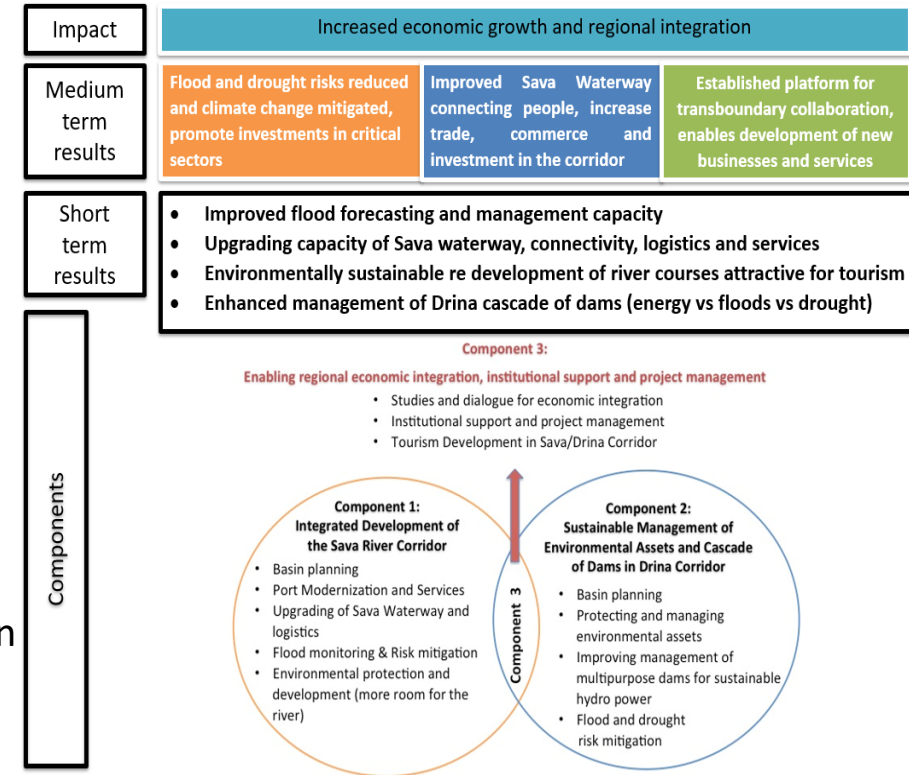 Impact
Increased economic growth and regional integration
Medium
term
results
Flood and drought risks reduced
and climate change mitigated,
promote investments in critical
sectors
Improved Sava Waterway
connecting people, increase
trade, commerce and
investment in the corridor
Established platform for
transboundary collaboration,
enables development of new
businesses and services
Short
term
results
• Improved flood forecasting and management capacity
• Upgrading capacity of Sava waterway, connectivity, logistics and services
• Environmentally sustainable re development of river courses attractive for tourism
• Enhanced management of Drina cascade of dams (energy vs floods vs drought)
Components
n
Component 3:
Enabling regional economic integration, institutional support and project management
• Studies and dialogue for economic integration
• Institutional support and project management
• Tourism Development in Sava/Drina Corridor
Component 1:
Integrated Development of
the Sava River Corridor
• Basin planning
• Port Modernization and Services
• Upgrading of Sava Waterway and
logistics
• Flood monitoring & Risk mitigation
• Environmental protection and
development (more room for the
river)
Component 3
Component 2:
Sustainable Management of
Environmental Assets and Cascade
of Dams in Drina Corridor
• Basin planning
• Protecting and managing
environmental assets
• Improving management of
multipurpose dams for sustainable
hydro power
• Flood and drought
risk mitigation